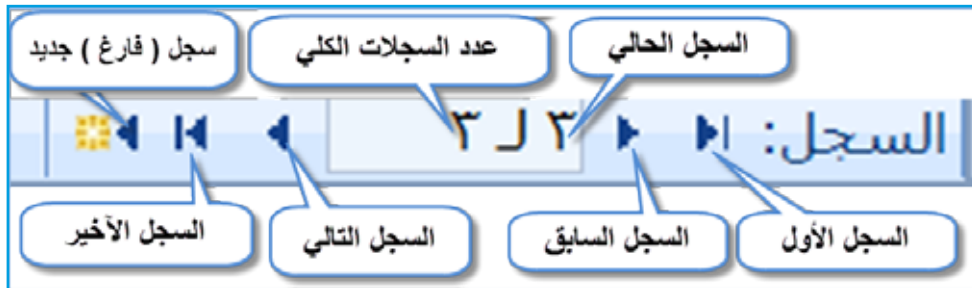 السجل الحالي
عدد السجلات الكلي
سجل ( فارغ ) جديد
السجل: ٣ لـ ٣
السجل الأول
السجل السابق
السجل التالي
السجل الآخير